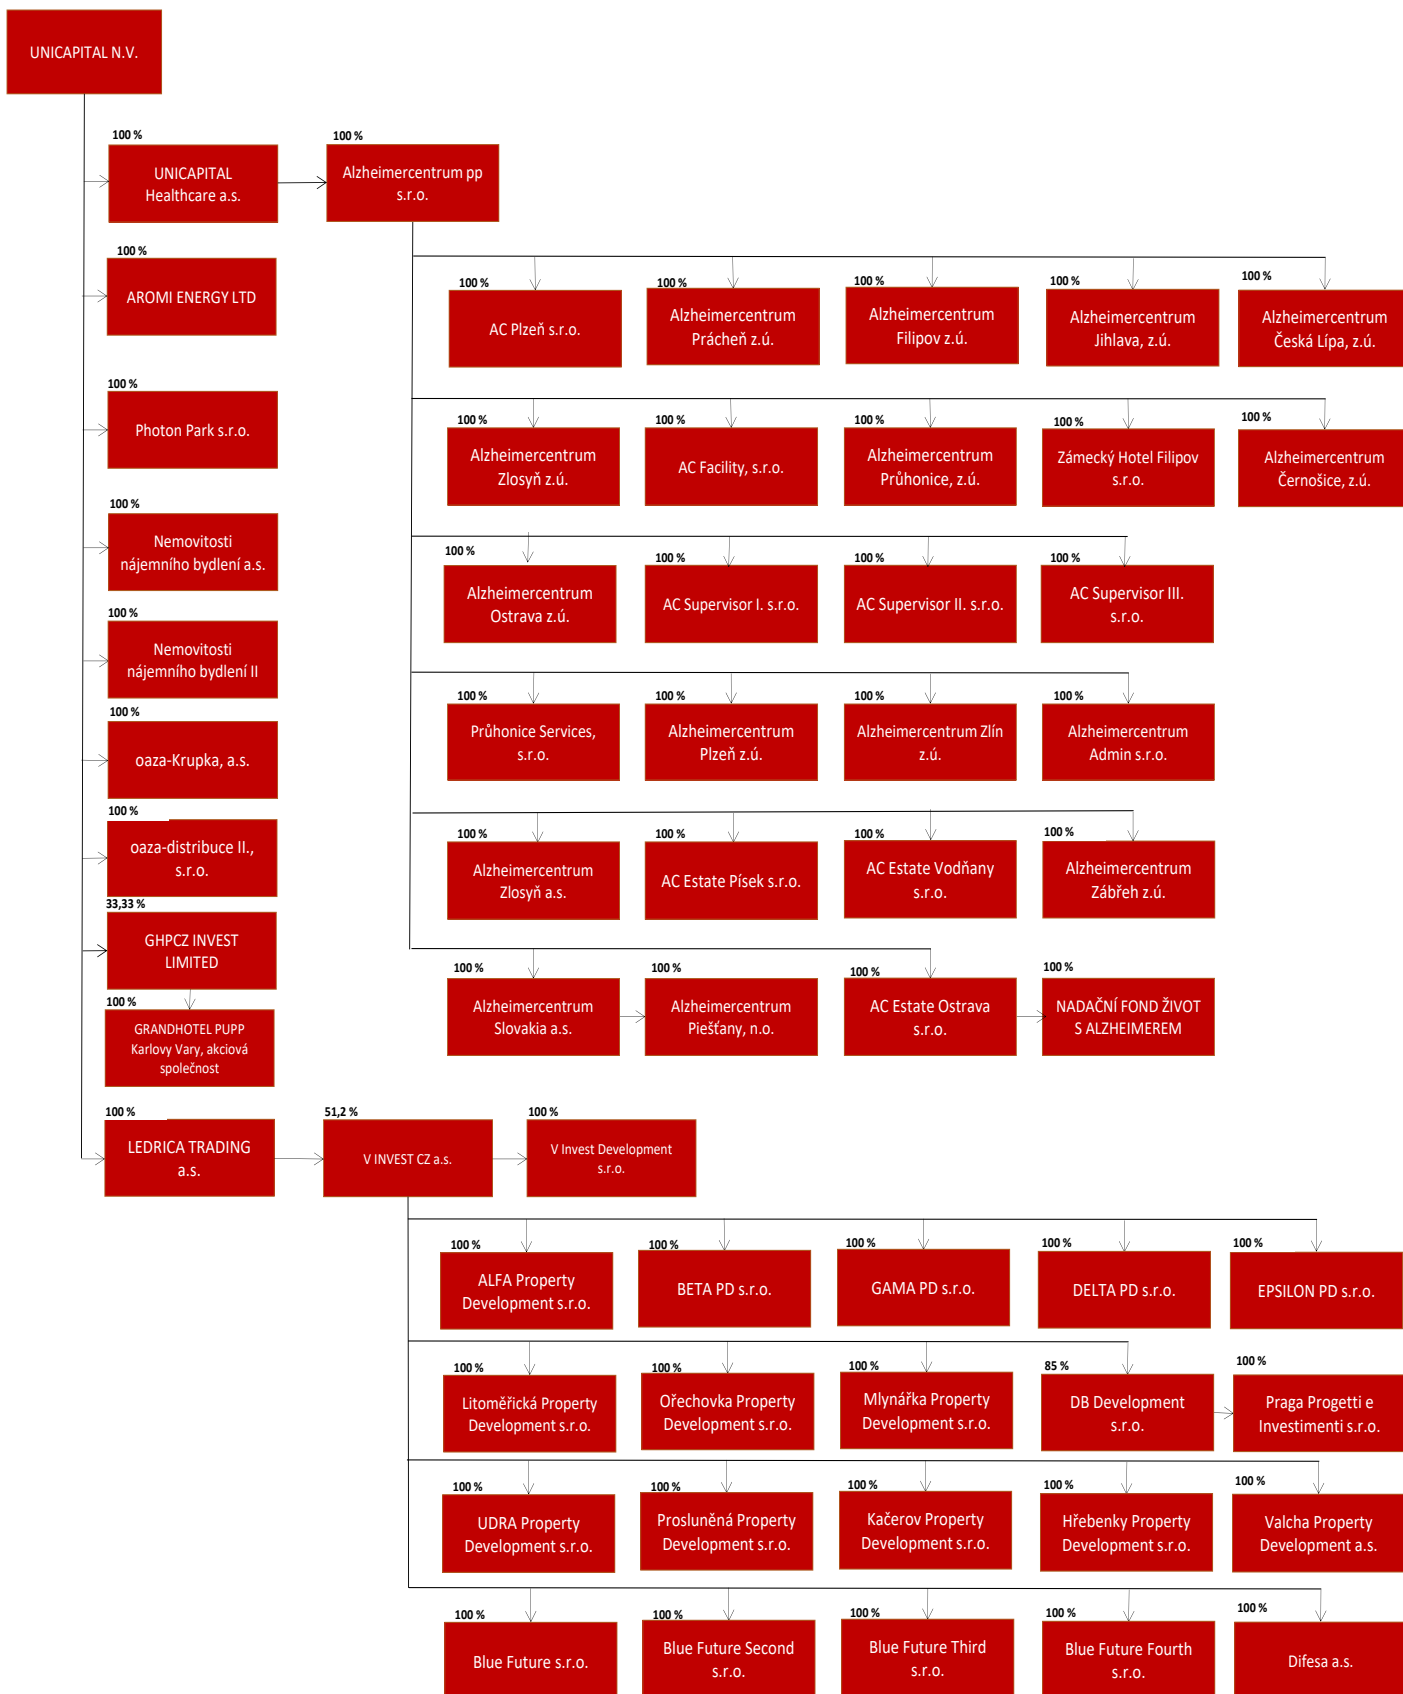 UNICAPITAL N.V.
100 %
UNICAPITAL
Healthcare a.s.
100 %
Alzheimercentrum pp
s.r.o.
100 %
AROMI ENERGY LTD
100 %
AC Plzeň s.r.o.
100 %
Alzheimercentrum
Prácheň z.ú.
100 %
Alzheimercentrum
Filipov z.ú.
100 %
Alzheimercentrum
Jihlava, z.ú.
100 %
Alzheimercentrum
Česká Lípa, z.ú.
100 %
Photon Park s.r.o.
100 %
Alzheimercentrum
Zlosyň z.ú.
100 %
AC Facility, s.r.o.
100 %
Alzheimercentrum
Průhonice, z.ú.
100 %
Zámecký Hotel Filipov
s.r.o.
100 %
Alzheimercentrum
Černošice, z.ú.
100 %
Nemovitosti
nájemního bydlení a.s.
100 %
Alzheimercentrum
Ostrava z.ú.
100 %
AC Supervisor I. s.r.o.
100 %
AC Supervisor II. s.r.o.
100 %
AC Supervisor III.
s.r.o.
100 %
Nemovitosti
nájemního bydlení II
100 %
Průhonice Services,
s.r.o.
100 %
Alzheimercentrum
Plzeň z.ú.
100 %
Alzheimercentrum Zlín
z.ú.
100 %
Alzheimercentrum
Admin s.r.o.
100 %
oaza-Krupka, a.s.
100 %
oaza-distribuce II.,
s.r.o.
100 %
Alzheimercentrum
Zlosyň a.s.
100 %
AC Estate Písek s.r.o.
100 %
AC Estate Vodňany
s.r.o.
100 %
Alzheimercentrum
Zábřeh z.ú.
33,33 %
GHPCZ INVEST
LIMITED
100 %
GRANDHOTEL PUPP
Karlovy Vary, akciová
společnost
100 %
Alzheimercentrum
Slovakia a.s.
100 %
Alzheimercentrum
Piešťany, n.o.
100 %
AC Estate Ostrava
s.r.o.
100 %
NADAČNÍ FOND ŽIVOT
S ALZHEIMEREM
100 %
LEDRICA TRADING
a.s.
51,2 %
V INVEST CZ a.s.
100 %
V Invest Development
s.r.o.
100 %
ALFA Property
Development s.r.o.
100 %
BETA PD s.r.o.
100 %
GAMA PD s.r.o.
100 %
DELTA PD s.r.o.
100 %
EPSILON PD s.r.o.
100 %
Litoměřická Property
Development s.r.o.
100 %
Ořechovka Property
Development s.r.o.
100 %
Mlynářka Property
Development s.r.o.
85 %
DB Development
s.r.o.
100 %
Praga Progetti e
Investimenti s.r.o.
100 %
UDRA Property
Development s.r.o.
100 %
Prosluněná Property
Development s.r.o.
100 %
Kačerov Property
Development s.r.o.
100 %
Hřebenky Property
Development s.r.o.
100 %
Valcha Property
Development a.s.
100 %
Blue Future s.r.o.
100 %
Blue Future Second
s.r.o.
100 %
Blue Future Third
s.r.o.
100 %
Blue Future Fourth
s.r.o.
100 %
Difesa a.s.